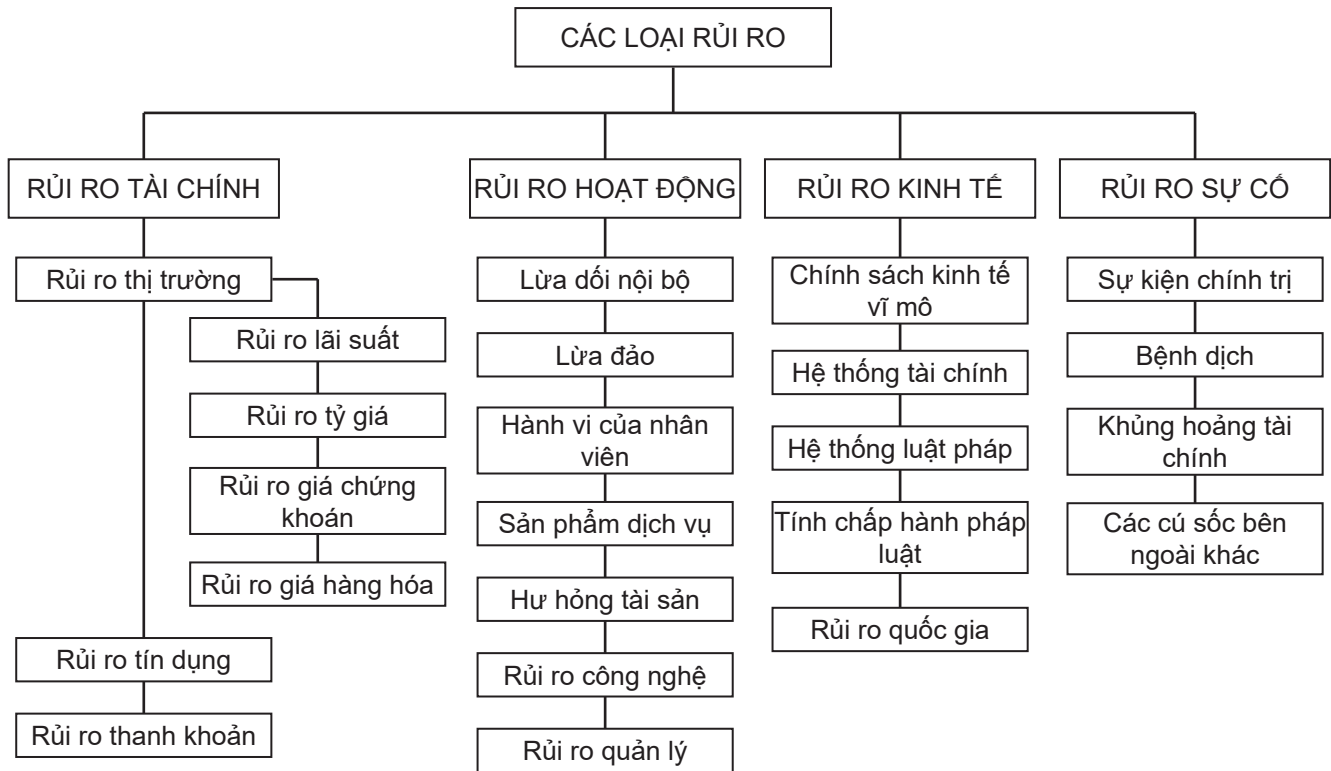 CÁC LOẠI RỦI RO
RỦI RO TÀI CHÍNH
Rủi ro thị trường
Rủi ro lãi suất
Rủi ro tỷ giá
Rủi ro giá chứng
khoán
Rủi ro giá hàng hóa
Rủi ro tín dụng
Rủi ro thanh khoản
RỦI RO HOẠT ĐỘNG
Lừa dối nội bộ
Lừa đảo
Hành vi của nhân
viên
Sản phẩm dịch vụ
Hư hỏng tài sản
Rủi ro công nghệ
Rủi ro quản lý
RỦI RO KINH TẾ
Chính sách kinh tế
vĩ mô
Hệ thống tài chính
Hệ thống luật pháp
Tính chấp hành pháp
luật
Rủi ro quốc gia
RỦI RO SỰ CỐ
Sự kiện chính trị
Bệnh dịch
Khủng hoảng tài
chính
Các cú sốc bên
ngoài khác